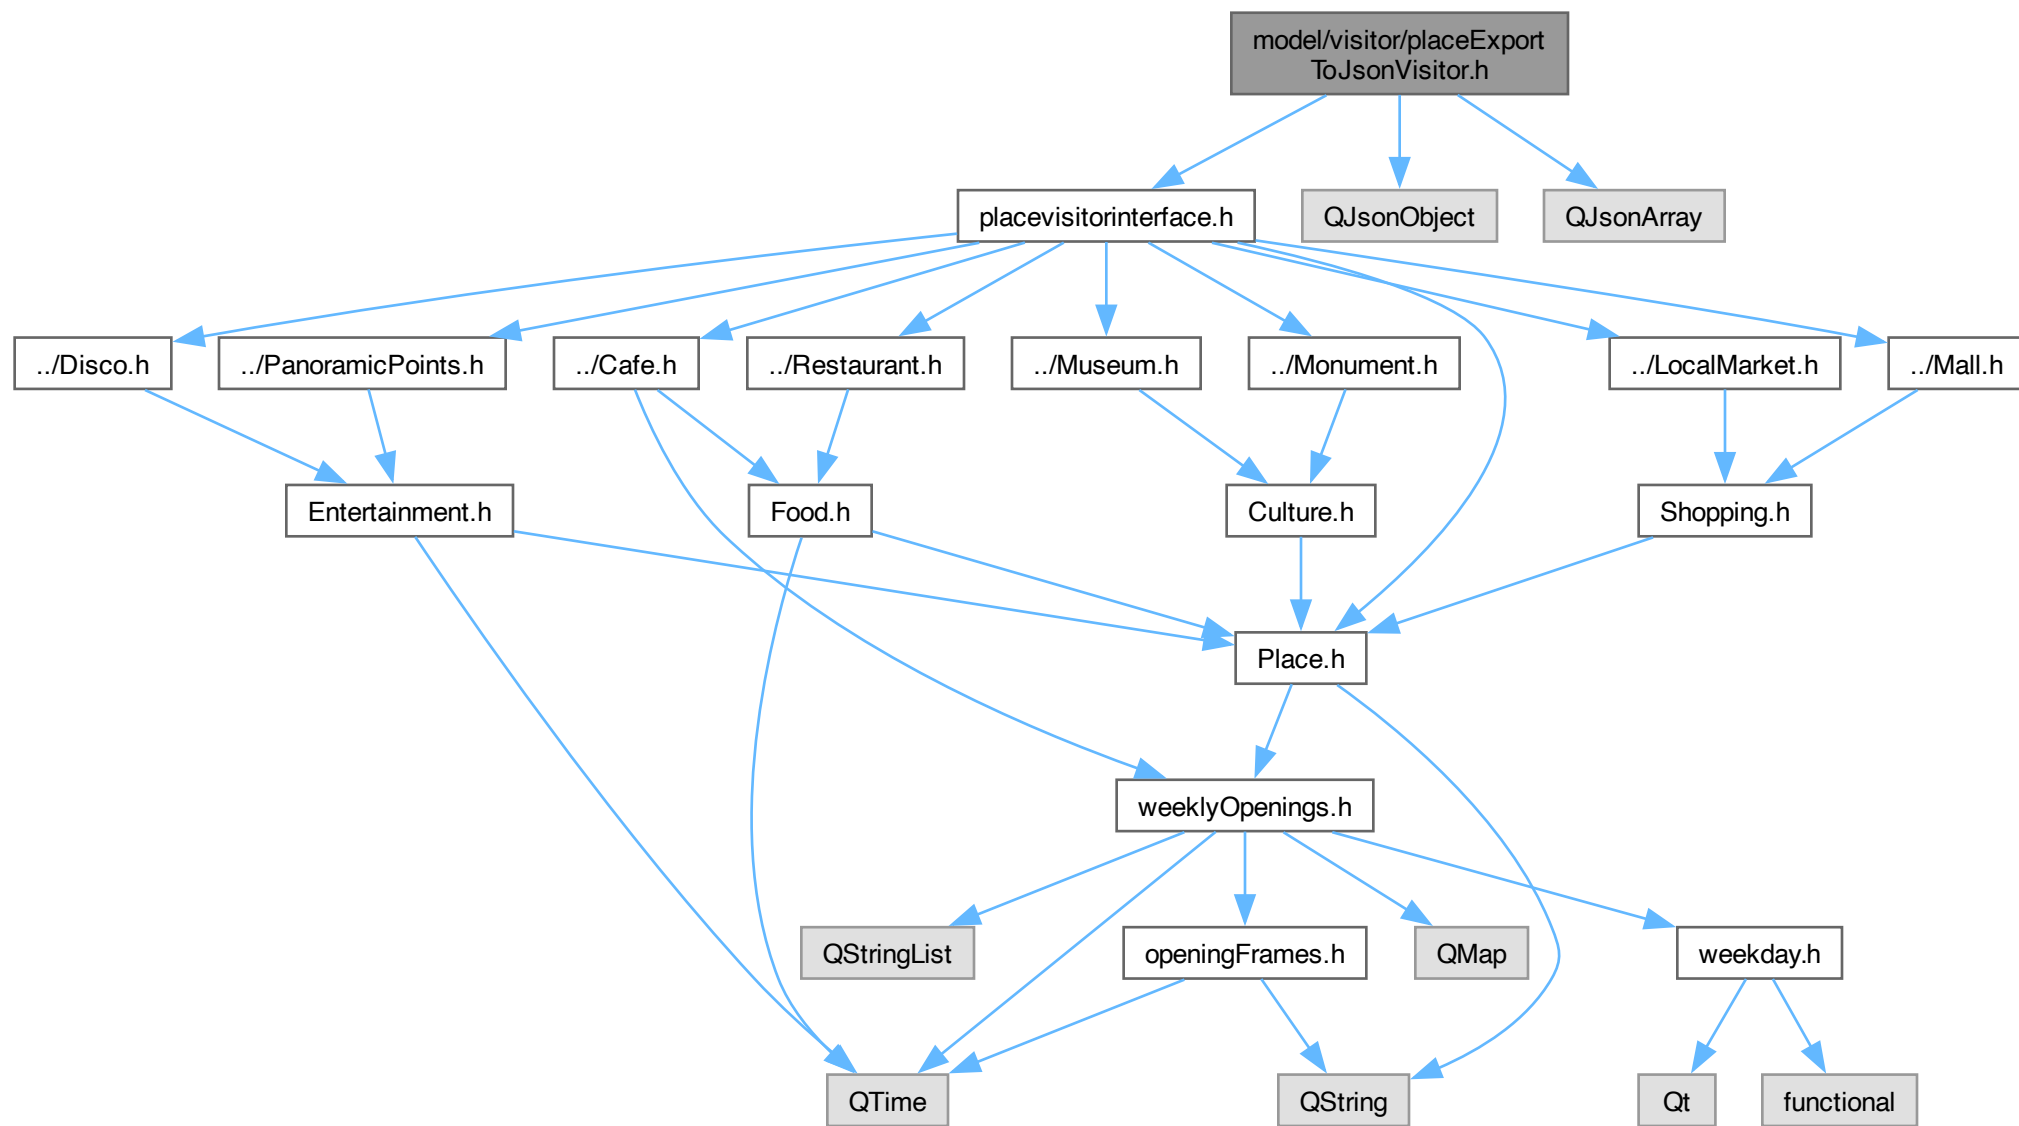 model/visitor/placeExport
ToJsonVisitor.h
placevisitorinterface.h
QJsonObject
QJsonArray
../Disco.h
../PanoramicPoints.h
../Cafe.h
../Restaurant.h
../Museum.h
../Monument.h
../LocalMarket.h
../Mall.h
Entertainment.h
Food.h
Culture.h
Shopping.h
Place.h
weeklyOpenings.h
QStringList
openingFrames.h
QMap
weekday.h
QTime
QString
Qt
functional